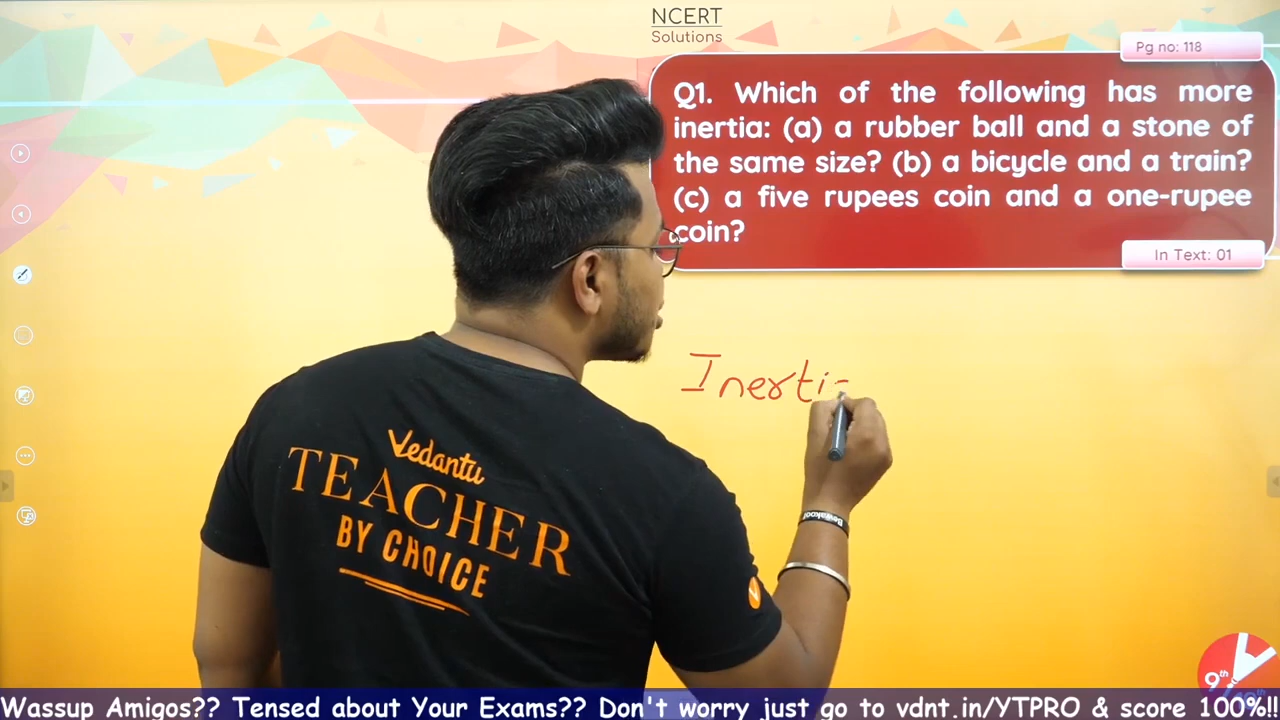 NCERT
Solutions
Pg no: 118
Q1. Which of the following has more
inertia: (a) a rubber ball and a stone of
the same size? (b) a bicycle and a train?
(c) a five rupees coin and a one-rupee
coin?
In Text: 01
Inerti
Vedantu
TEACHER
BY CHOICE
Bewakoof
9th
Wassup Amigos?? Tensed about Your Exams?? Don't worry just go to vdnt.in/YTPRO & score 100%!!